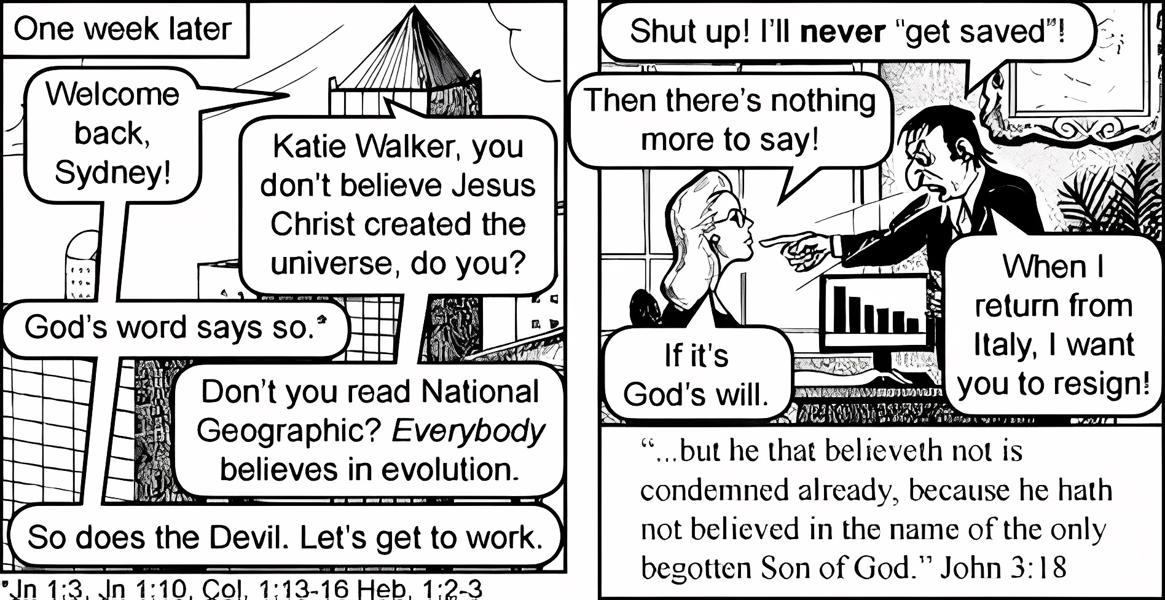 One week later
Welcome
back,
Sydney!
Katie Walker, you
don't believe Jesus
Christ created the
universe, do you?
God's word says so.*
Don't you read National
Geographic? Everybody
believes in evolution.
So does the Devil. Let's get to work.
*Jn 1:3, Jn 1:10, Col. 1:13-16 Heb. 1:2-3
Shut up! I'll never "get saved"!
Then there's nothing
more to say!
When I
return from
Italy, I want
you to resign!
If it's
God's will.
"...but he that believeth not is
condemned already, because he hath
not believed in the name of the only
begotten Son of God." John 3:18